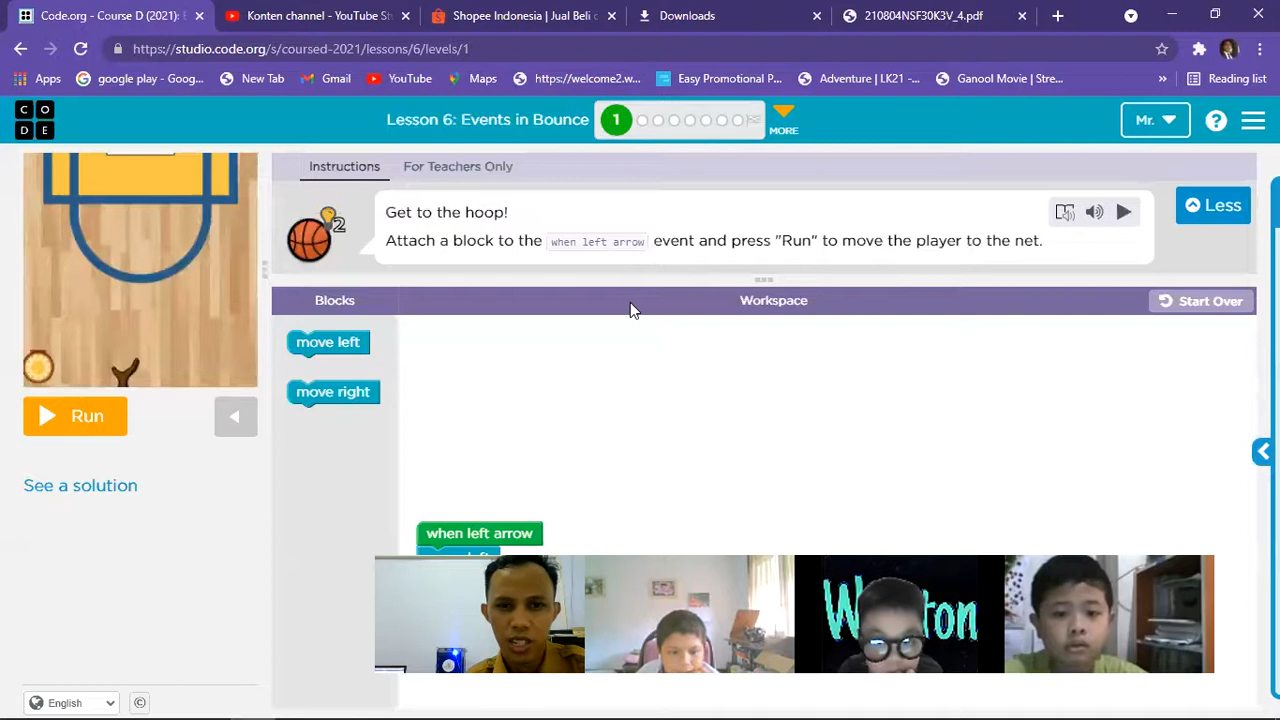 Code.org - Course D (2021): E
Konten channel - YouTube St
Shopee Indonesia | Jual Beli
Downloads
210804NSF30K3V_4.pdf
https://studio.code.org/s/coursed-2021/lessons/6/levels/1
Apps
google play - Goog...
New Tab
Gmail
YouTube
Maps
https://welcome2.w...
Easy Promotional P...
Adventure | LK21 -...
Ganool Movie | Stre...
Reading list
C O
D E
Lesson 6: Events in Bounce
1
MORE
Mr.
Instructions
For Teachers Only
2
Get to the hoop!
Attach a block to the when left arrow event and press "Run" to move the player to the net.
Less
Blocks
Workspace
Start Over
move left
move right
Run
See a solution
when left arrow
English